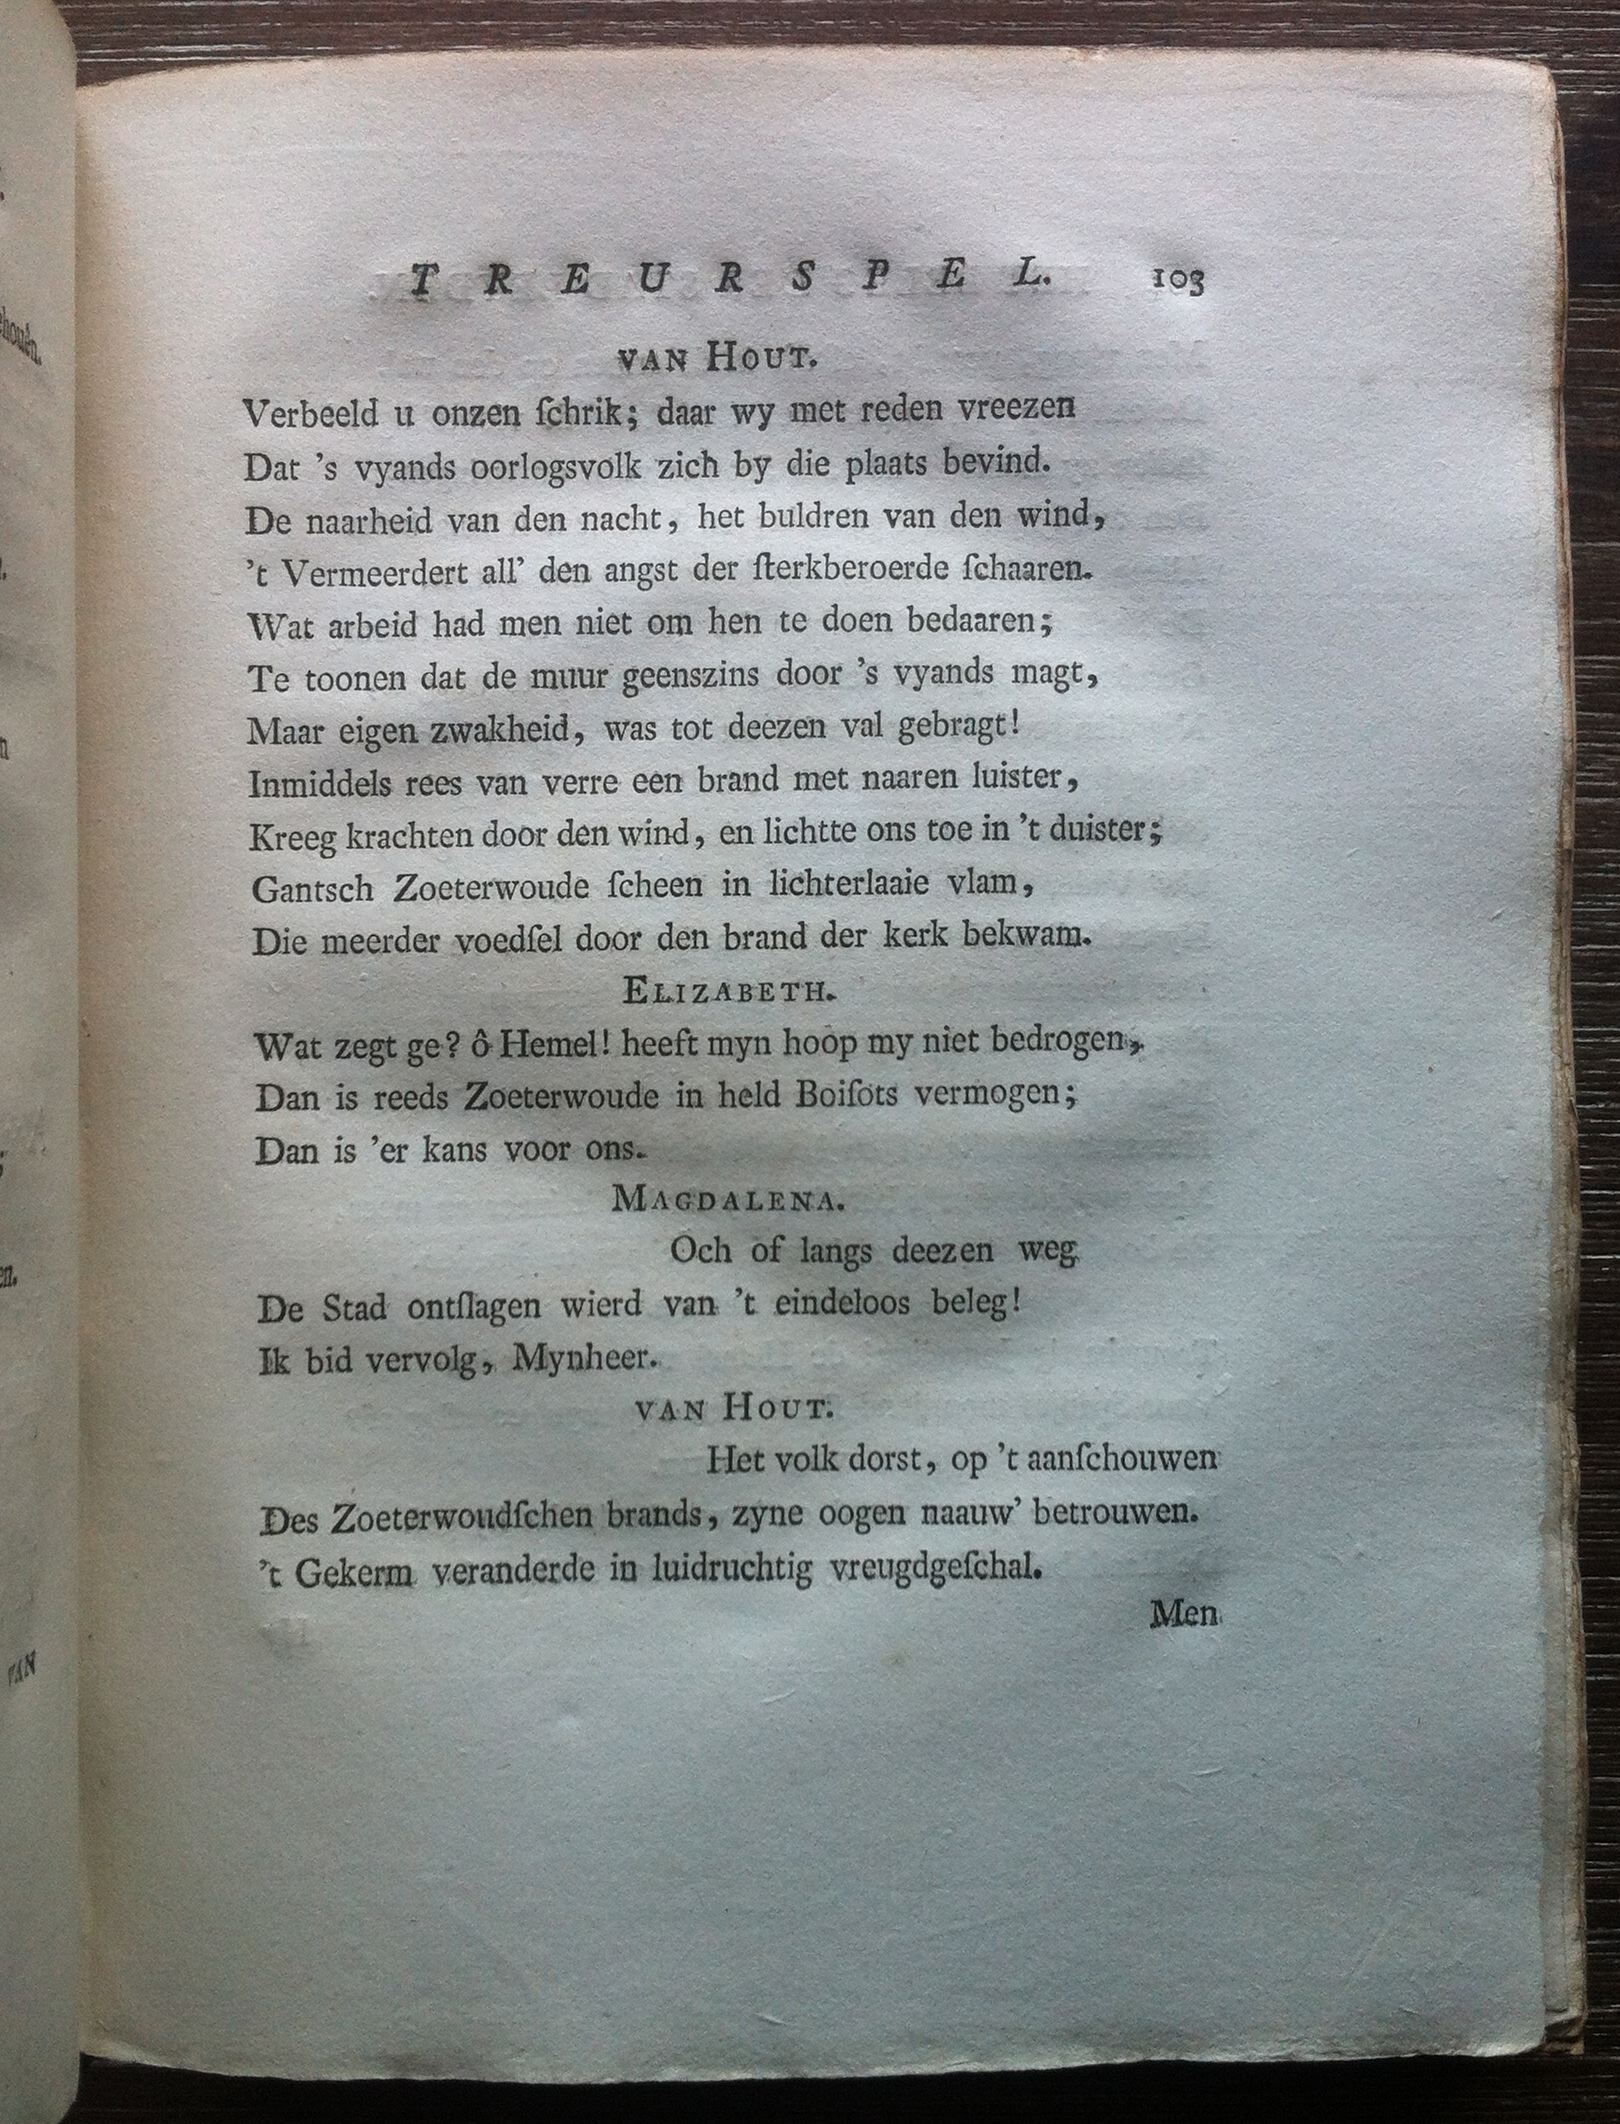 TREURSPEL. 103
VAN HOUT.
Verbeeld u onzen ſchrik; daar wy met reden vreezen
Dat 's vyands oorlogsvolk zich by die plaats bevind.
De naarheid van den nacht, het buldren van den wind,
't Vermeerdert all' den angst der ſterkberoerde ſchaaren.
Wat arbeid had men niet om hen te doen bedaaren;
Te toonen dat de muur geenszins door 's vyands magt,
Maar eigen zwakheid, was tot deezen val gebragt!
Inmiddels rees van verre een brand met naaren luister,
Kreeg krachten door den wind, en lichtte ons toe in 't duister;
Gantsch Zoeterwoude ſcheen in lichterlaaie vlam,
Die meerder voedſel door den brand der kerk bekwam.
ELIZABETH.
Wat zegt ge? ô Hemel! heeft myn hoop my niet bedrogen,
Dan is reeds Zoeterwoude in held Boiſots vermogen;
Dan is 'er kans voor ons.
MAGDALENA.
Och of langs deezen weg
De Stad ontſlagen wierd van 't eindeloos beleg!
Ik bid vervolg, Mynheer.
VAN HOUT.
Het volk dorst, op 't aanſchouwen
Des Zoeterwoudſchen brands, zyne oogen naauw' betrouwen.
't Gekerm veranderde in luidruchtig vreugdgeſchal.
Men
VAN